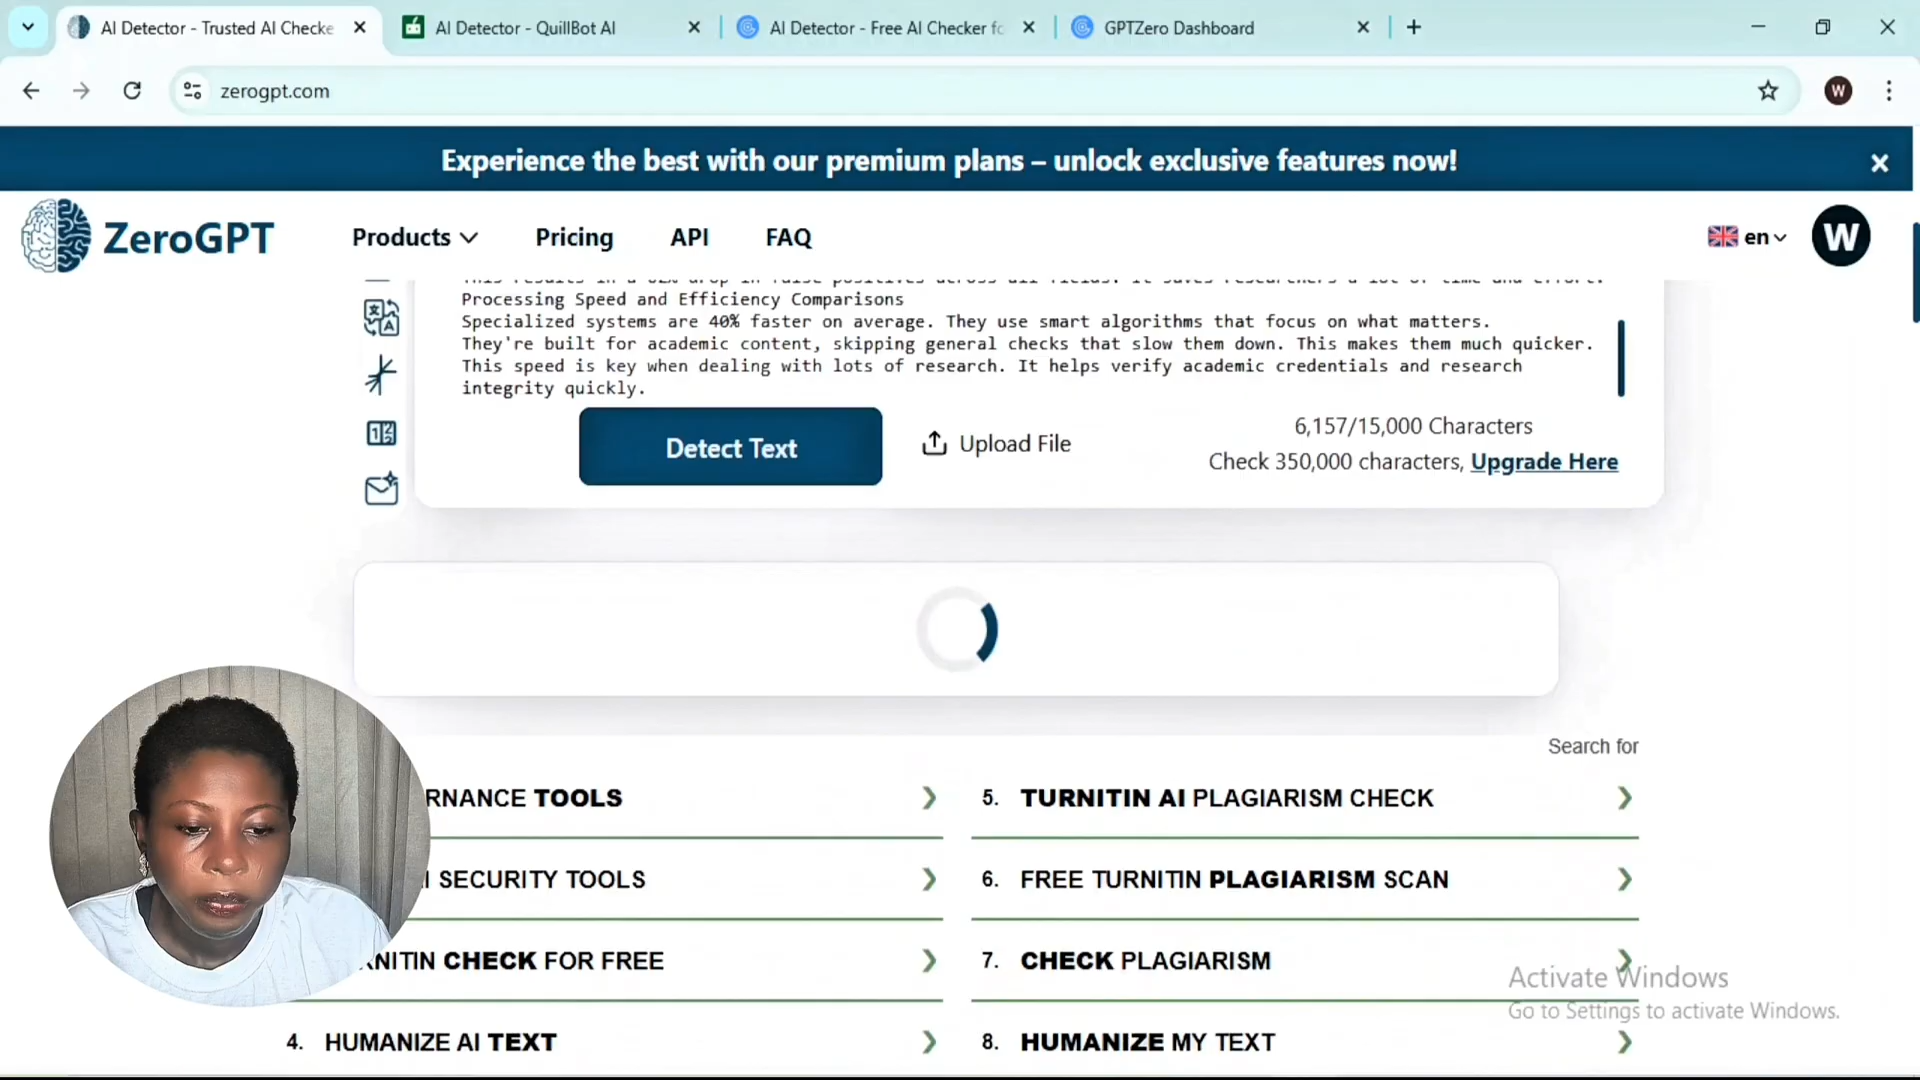 AI Detector - Trusted AI Checke
AI Detector - QuillBot AI
AI Detector - Free AI Checker fo
GPTZero Dashboard
zerogpt.com
W
Experience the best with our premium plans – unlock exclusive features now!
ZeroGPT
Products
Pricing
API
FAQ
en
W
This results in a 62% drop in false positives across all fields. It saves researchers a lot of time and effort.
Processing Speed and Efficiency Comparisons
Specialized systems are 40% faster on average. They use smart algorithms that focus on what matters.
They're built for academic content, skipping general checks that slow them down. This makes them much quicker.
This speed is key when dealing with lots of research. It helps verify academic credentials and research
integrity quickly.
Detect Text
Upload File
6,157/15,000 Characters
Check 350,000 characters, Upgrade Here
Search for
RNANCE TOOLS
5. TURNITIN AI PLAGIARISM CHECK
SECURITY TOOLS
6. FREE TURNITIN PLAGIARISM SCAN
NITIN CHECK FOR FREE
7. CHECK PLAGIARISM
4. HUMANIZE AI TEXT
8. HUMANIZE MY TEXT
Activate Windows
Go to Settings to activate Windows.